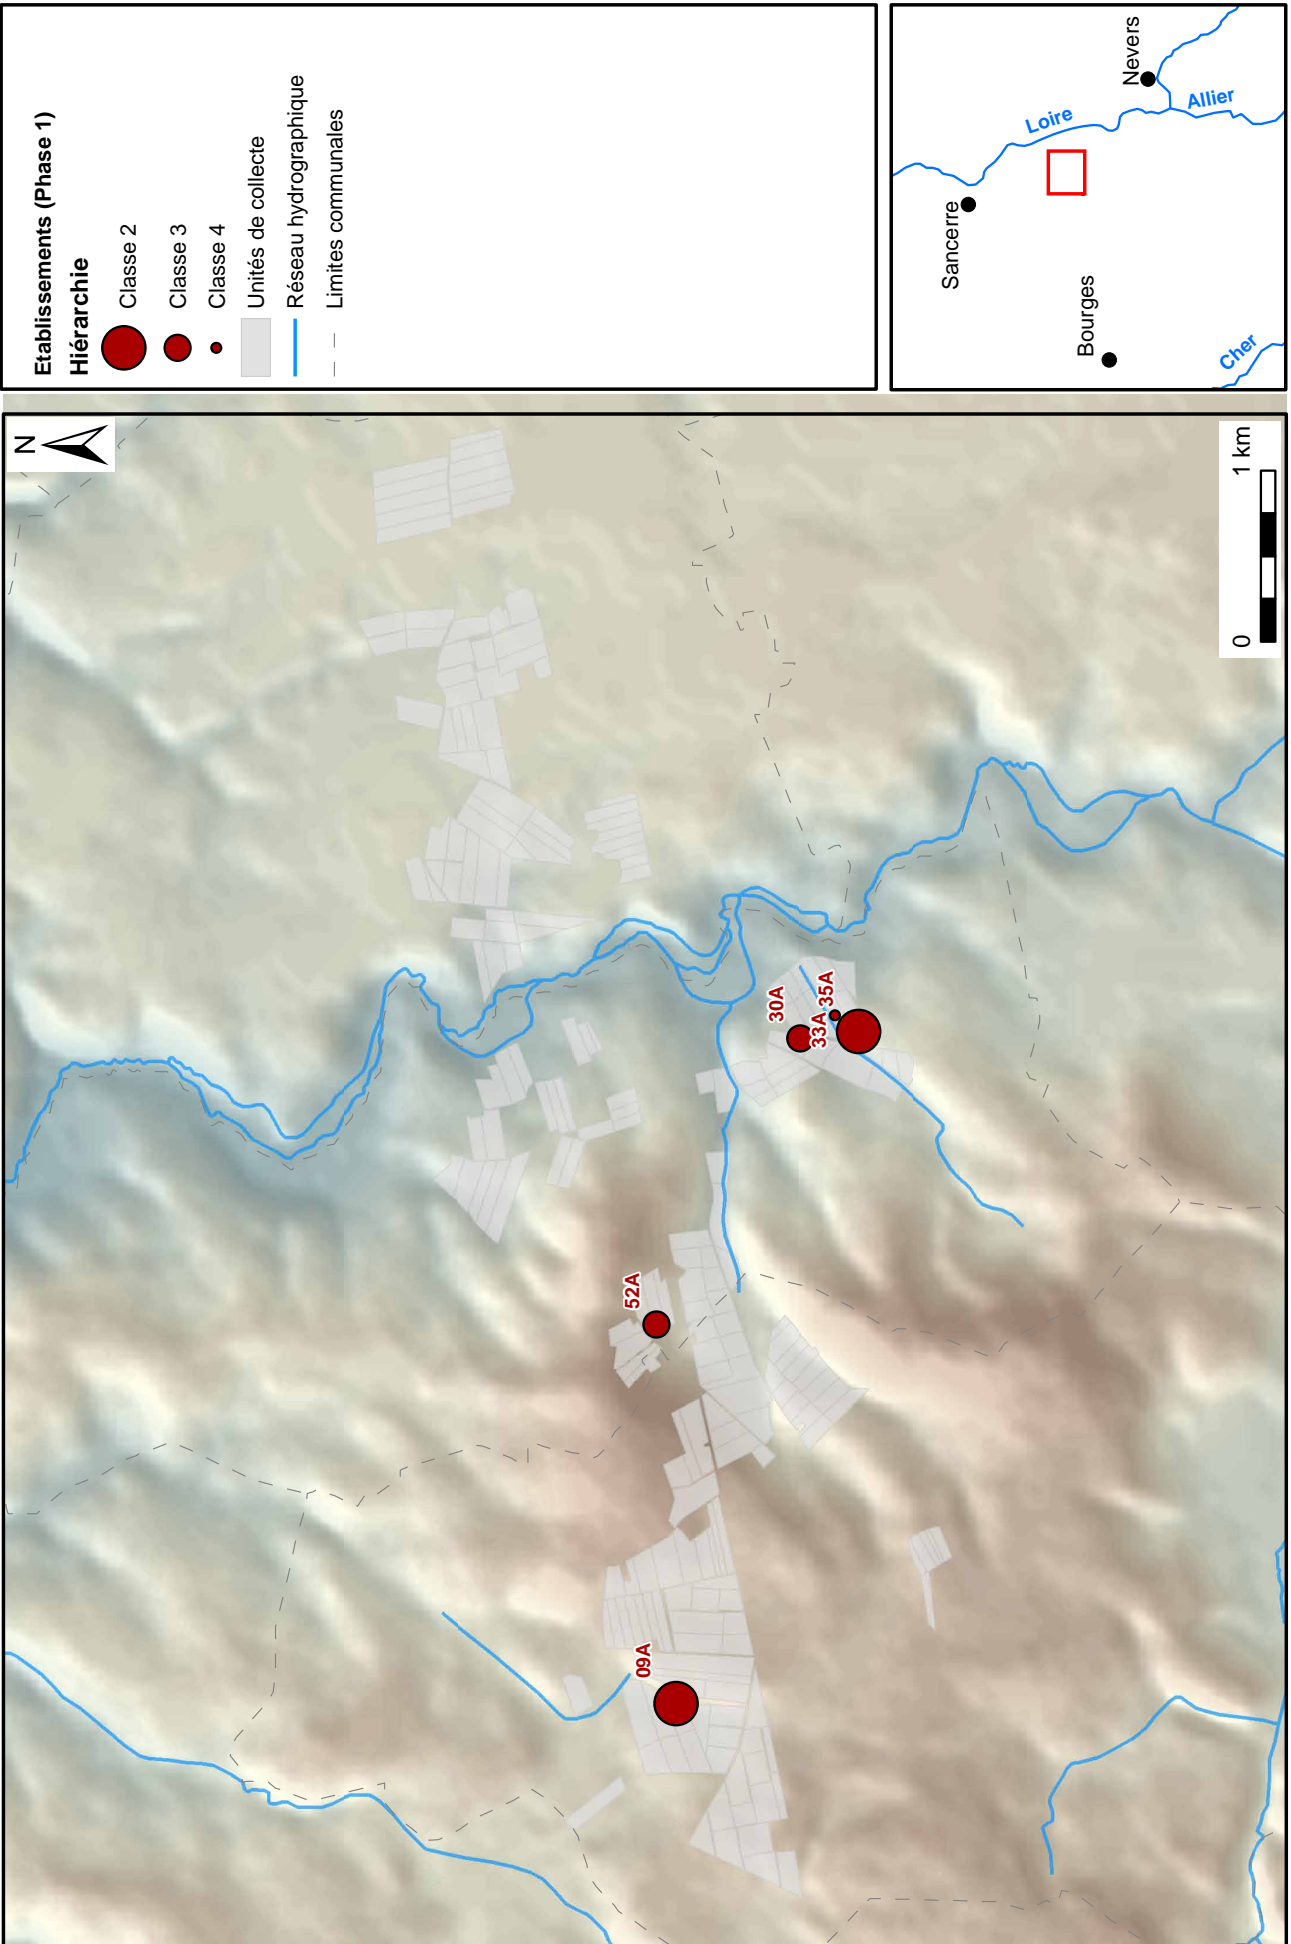 Etablissements (Phase 1)
Hiérarchie
Classe 2
Classe 3
Classe 4
Unités de collecte
Réseau hydrographique
Limites communales
Sancerre
Nevers
Loire
Allier
Bourges
Cher
N
52A
09A
30A
33A
35A
0 1 km